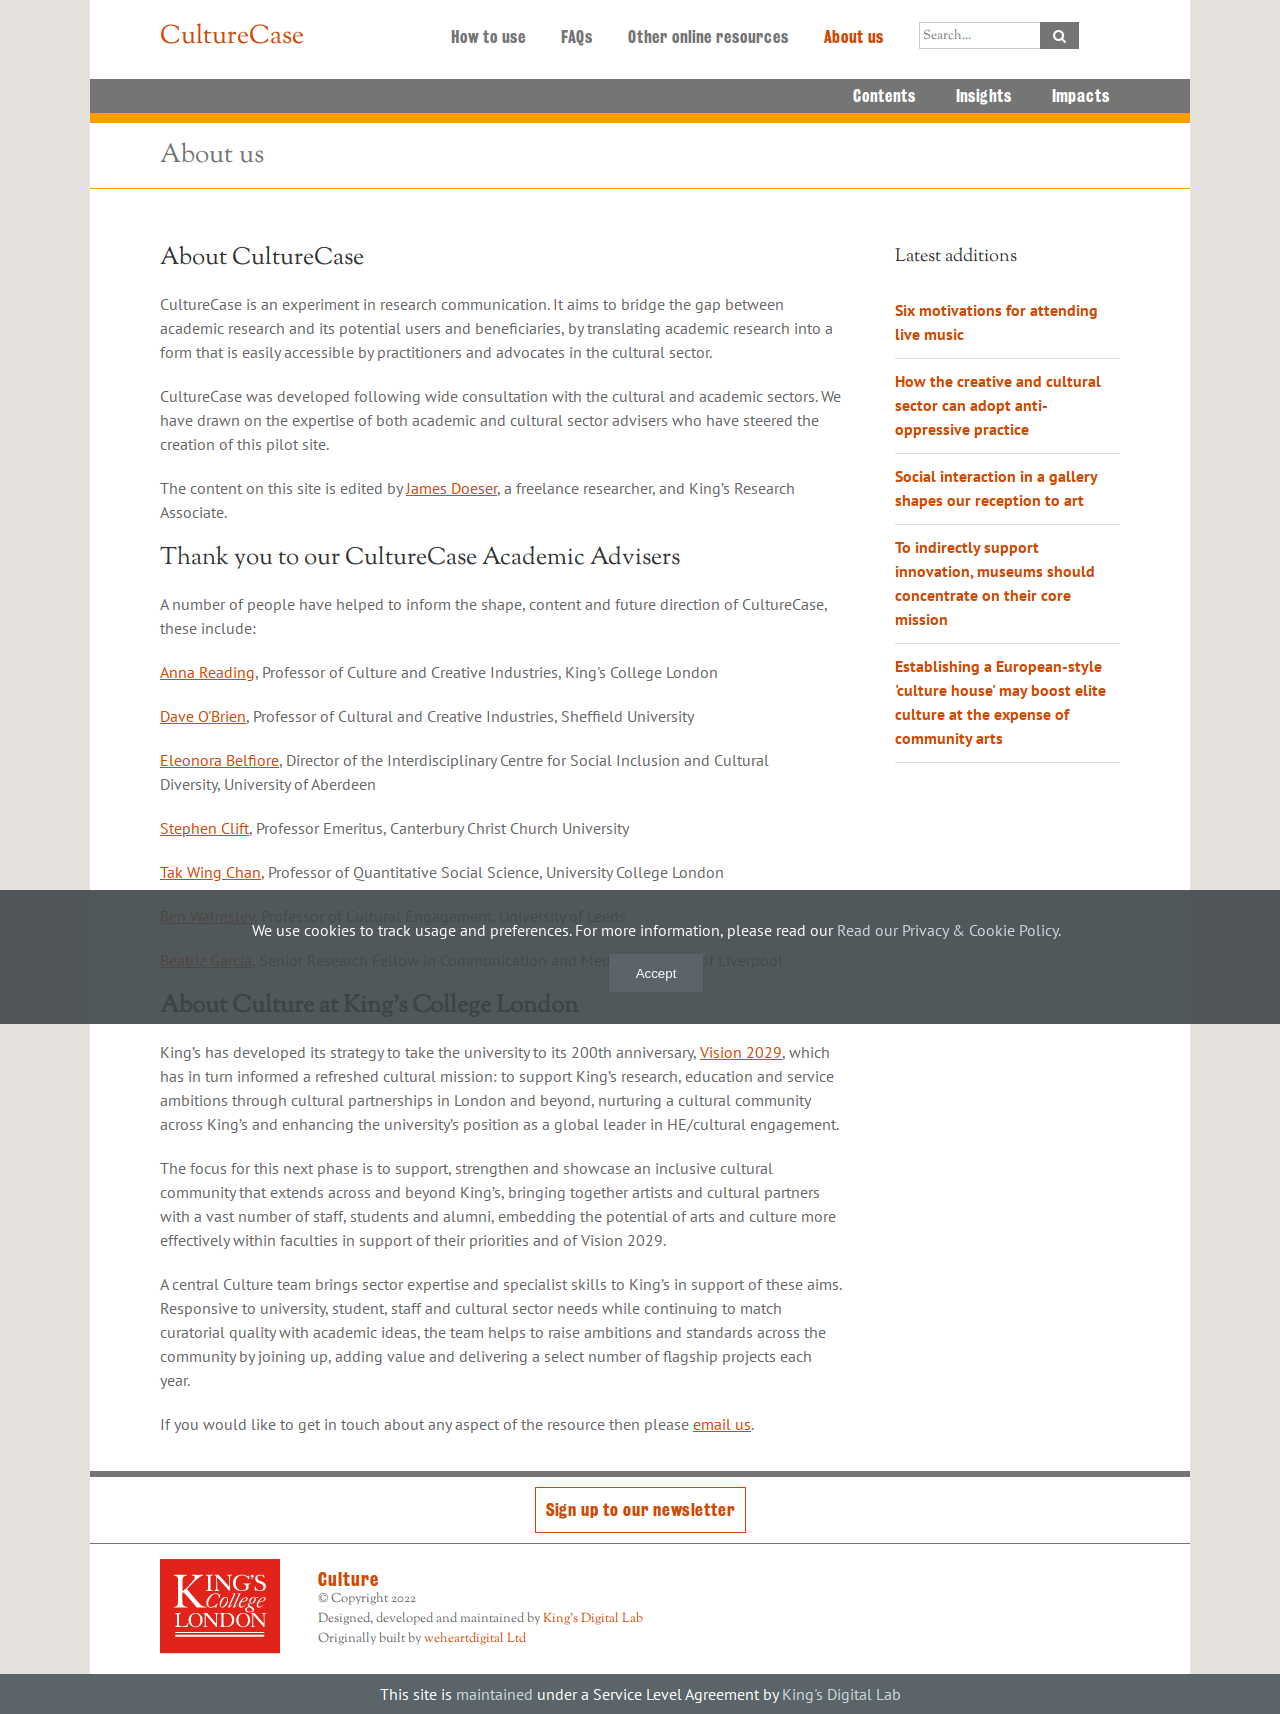 CultureCase
How to use
FAQs
Other online resources
About us
Search...
Contents
Insights
Impacts
About us
About CultureCase
CultureCase is an experiment in research communication. It aims to bridge the gap between
academic research and its potential users and beneficiaries, by translating academic research into a
form that is easily accessible by practitioners and advocates in the cultural sector.
CultureCase was developed following wide consultation with the cultural and academic sectors. We
have drawn on the expertise of both academic and cultural sector advisers who have steered the
creation of this pilot site.
The content on this site is edited by James Doeser, a freelance researcher, and King’s Research
Associate.
Thank you to our CultureCase Academic Advisers
A number of people have helped to inform the shape, content and future direction of CultureCase,
these include:
Anna Reading, Professor of Culture and Creative Industries, King's College London
Dave O'Brien, Professor of Cultural and Creative Industries, Sheffield University
Eleonora Belfiore, Director of the Interdisciplinary Centre for Social Inclusion and Cultural
Diversity, University of Aberdeen
Stephen Clift, Professor Emeritus, Canterbury Christ Church University
Tak Wing Chan, Professor of Quantitative Social Science, University College London
Ben Walmsley, Professor of Cultural Engagement, University of Leeds
Beatriz Garcia, Senior Research Fellow in Communication and Med of Liverpool
About Culture at King’s College London
King’s has developed its strategy to take the university to its 200th anniversary, Vision 2029, which
has in turn informed a refreshed cultural mission: to support King’s research, education and service
ambitions through cultural partnerships in London and beyond, nurturing a cultural community
across King’s and enhancing the university’s position as a global leader in HE/cultural engagement.
The focus for this next phase is to support, strengthen and showcase an inclusive cultural
community that extends across and beyond King’s, bringing together artists and cultural partners
with a vast number of staff, students and alumni, embedding the potential of arts and culture more
effectively within faculties in support of their priorities and of Vision 2029.
A central Culture team brings sector expertise and specialist skills to King’s in support of these aims.
Responsive to university, student, staff and cultural sector needs while continuing to match
curatorial quality with academic ideas, the team helps to raise ambitions and standards across the
community by joining up, adding value and delivering a select number of flagship projects each
year.
If you would like to get in touch about any aspect of the resource then please email us.
Latest additions
Six motivations for attending
live music
How the creative and cultural
sector can adopt anti-
oppressive practice
Social interaction in a gallery
shapes our reception to art
To indirectly support
innovation, museums should
concentrate on their core
mission
Establishing a European-style
'culture house' may boost elite
culture at the expense of
community arts
We use cookies to track usage and preferences. For more information, please read our Privacy & Cookie Policy.
Accept
Sign up to our newsletter
KING'S
College
LONDON
Culture
© Copyright 2022
Designed, developed and maintained by King's Digital Lab
Originally built by weheartdigital Ltd
This site is maintained under a Service Level Agreement by King's Digital Lab